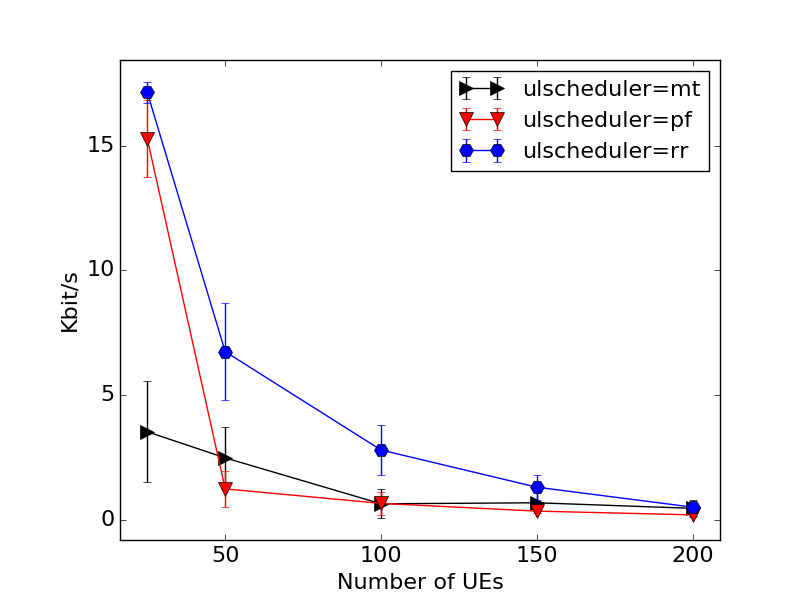 ulscheduler=mt
ulscheduler=pf
ulscheduler=rr
15
10
5
0
Kbit/s
50 100 150 200
Number of UEs